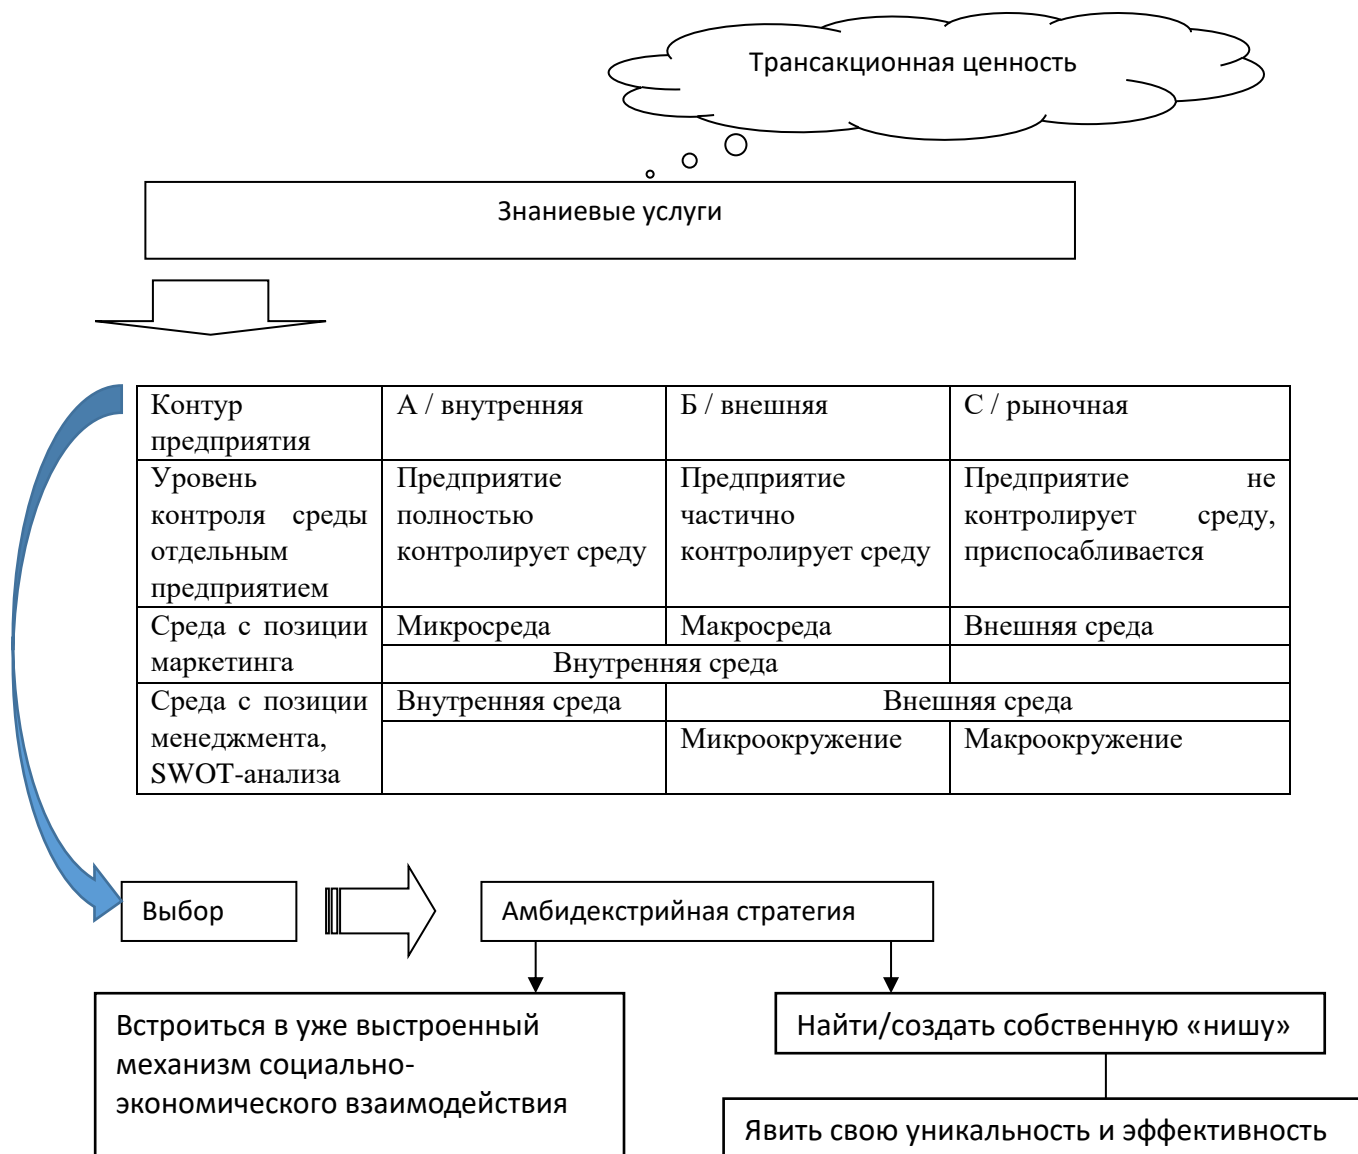 Трансакционная ценность
Знаниевые услуги
Контур
предприятия
А / внутренняя
Б / внешняя
С / рыночная
Уровень
контроля среды
отдельным
предприятием
Предприятие
полностью
контролирует среду
Предприятие
частично
контролирует среду
Предприятие не
контролирует среду,
приспосабливается
Среда с позиции
маркетинга
Микросреда
Макросреда
Внешняя среда
Внутренняя среда
Среда с позиции
менеджмента,
SWOT-анализа
Внутренняя среда
Внешняя среда
Микроокружение
Макроокружение
Выбор
Амбидекстрийная стратегия
Встроиться в уже выстроенный
механизм социально-
экономического взаимодействия
Найти/создать собственную «нишу»
Явить свою уникальность и эффективность